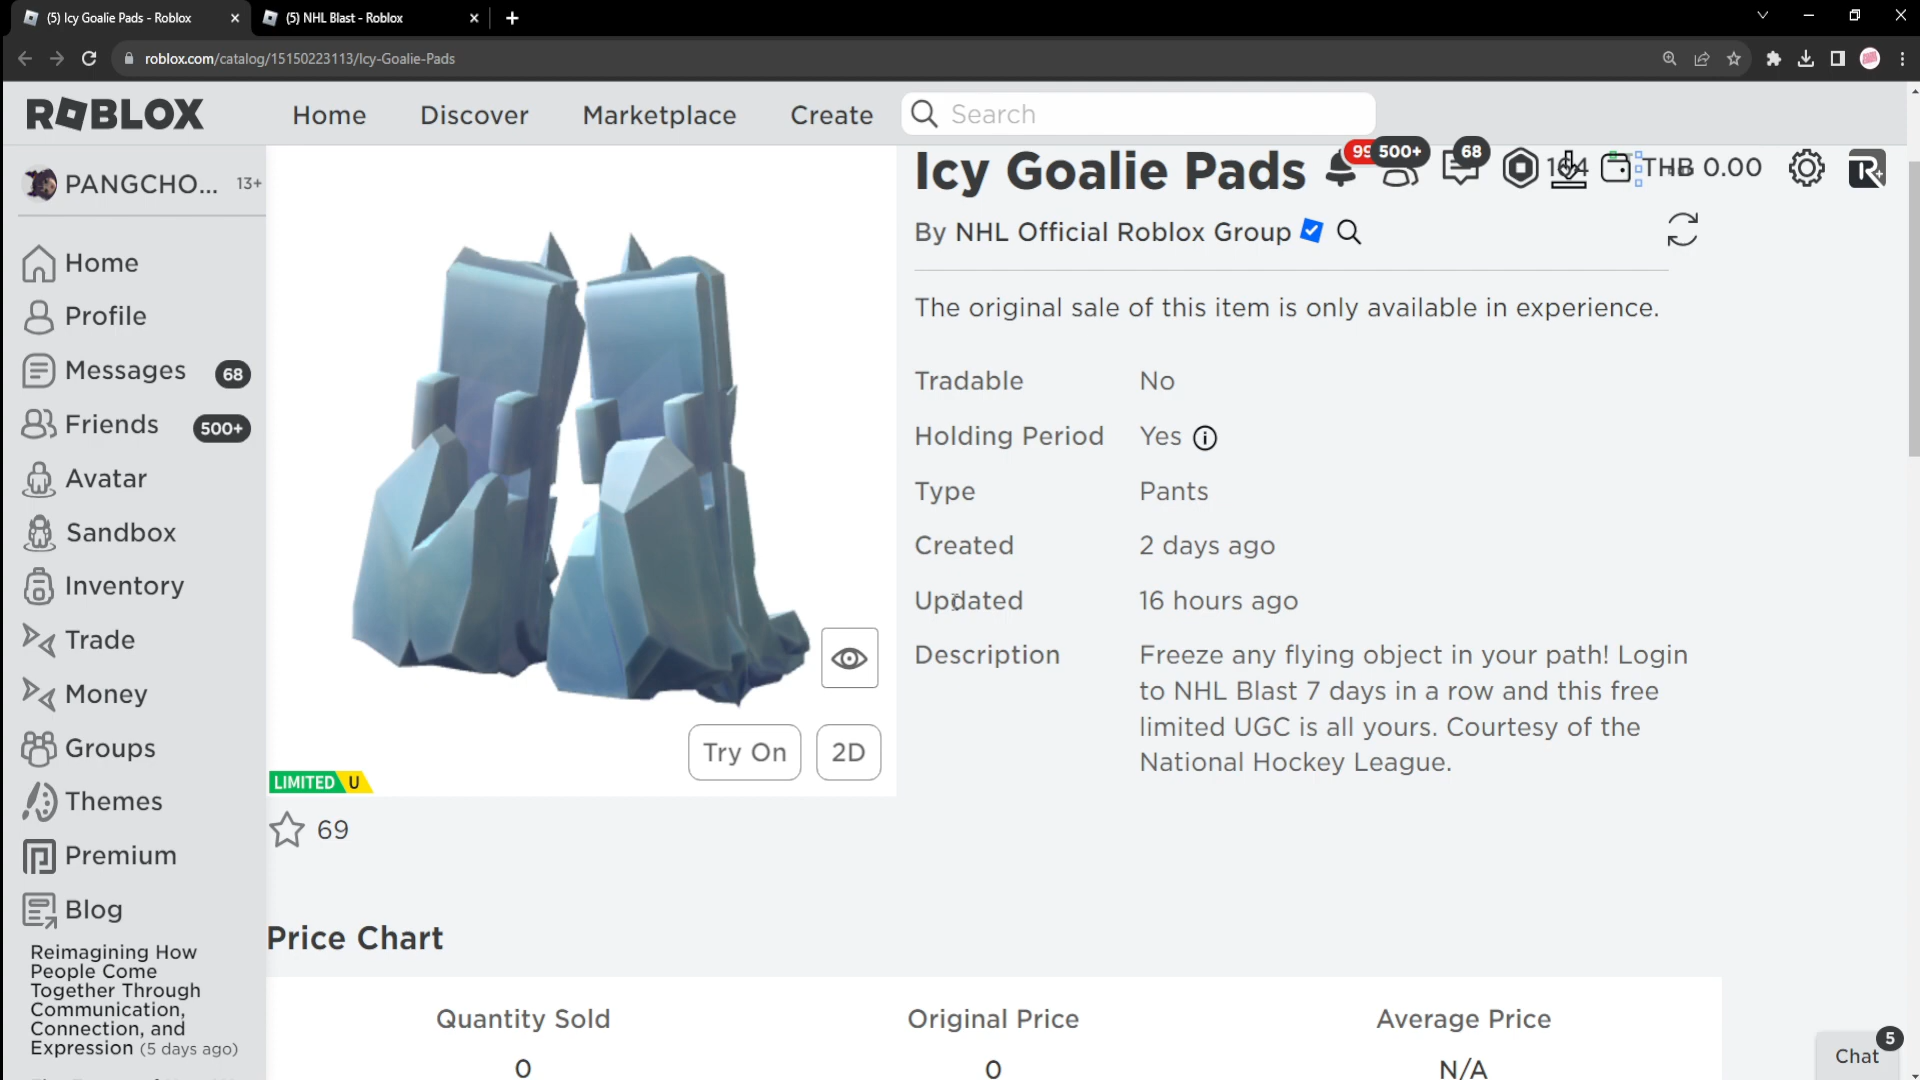 (5) Icy Goalie Pads - Roblox
(5) NHL Blast - Roblox
roblox.com/catalog/15150223113/Icy-Goalie-Pads
ROBLOX
Home
Discover
Marketplace
Create
Search
PANGCHO... 13+
Home
Profile
Messages 68
Friends 500+
Avatar
Sandbox
Inventory
Trade
Money
Groups
Themes
Premium
Blog
Reimagining How
People Come
Together Through
Communication,
Connection, and
Expression (5 days ago)
LIMITED U
Try On
2D
69
Icy Goalie Pads
99
500+
68
THB 0.00
By NHL Official Roblox Group
The original sale of this item is only available in experience.
Tradable No
Holding Period Yes
Type Pants
Created 2 days ago
Updated 16 hours ago
Description Freeze any flying object in your path! Login
to NHL Blast 7 days in a row and this free
limited UGC is all yours. Courtesy of the
National Hockey League.
Price Chart
Quantity Sold Original Price Average Price
0 0 N/A
Chat 5